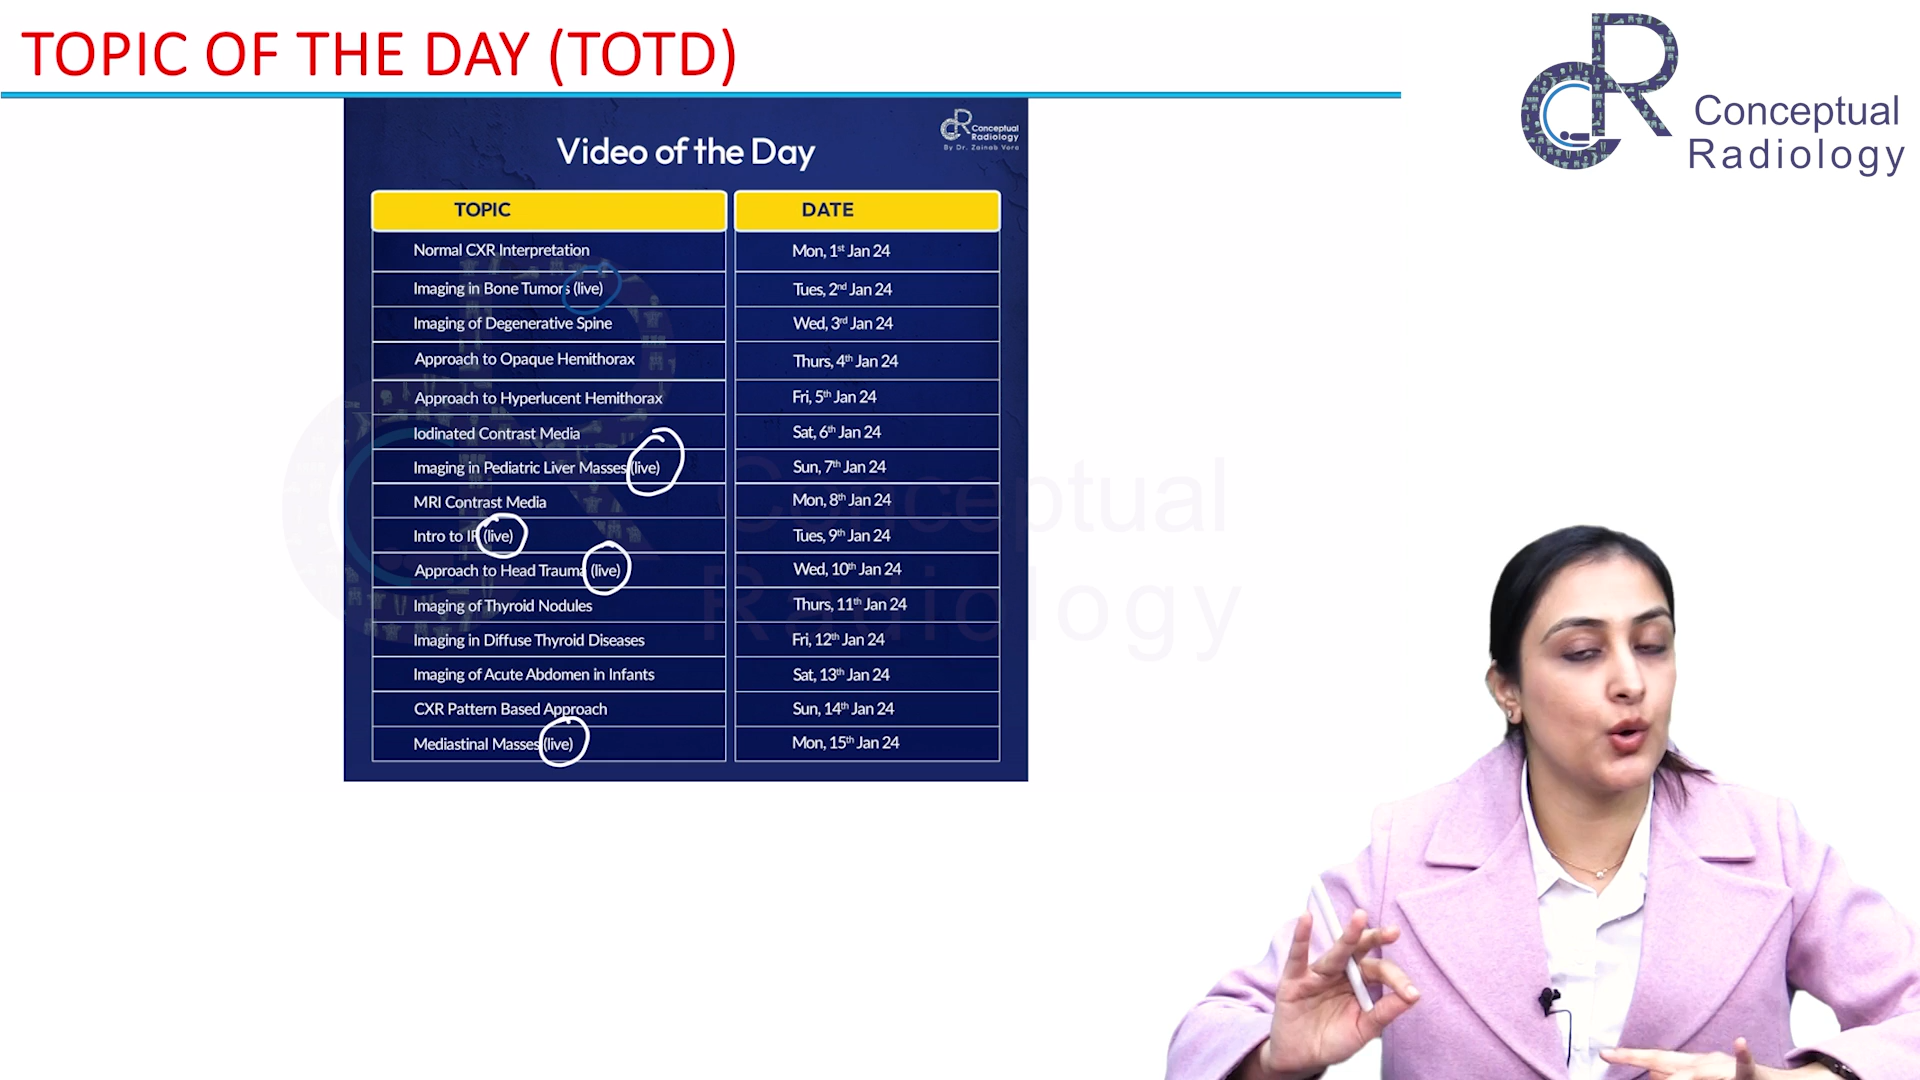 TOPIC OF THE DAY (TOTD)
Conceptual
Radiology
Conceptual
Radiology
By Dr. Zainab Vora
Video of the Day
TOPIC DATE
Normal CXR Interpretation Mon, 1st Jan 24
Imaging in Bone Tumors (live) Tues, 2nd Jan 24
Imaging of Degenerative Spine Wed, 3rd Jan 24
Approach to Opaque Hemithorax Thurs, 4th Jan 24
Approach to Hyperlucent Hemithorax Fri, 5th Jan 24
Iodinated Contrast Media Sat, 6th Jan 24
Imaging in Pediatric Liver Masses (live) Sun, 7th Jan 24
MRI Contrast Media Mon, 8th Jan 24
Intro to IR (live) Tues, 9th Jan 24
Approach to Head Trauma (live) Wed, 10th Jan 24
Imaging of Thyroid Nodules Thurs, 11th Jan 24
Imaging in Diffuse Thyroid Diseases Fri, 12th Jan 24
Imaging of Acute Abdomen in Infants Sat, 13th Jan 24
CXR Pattern Based Approach Sun, 14th Jan 24
Mediastinal Masses (live) Mon, 15th Jan 24
Conceptual
Radiology